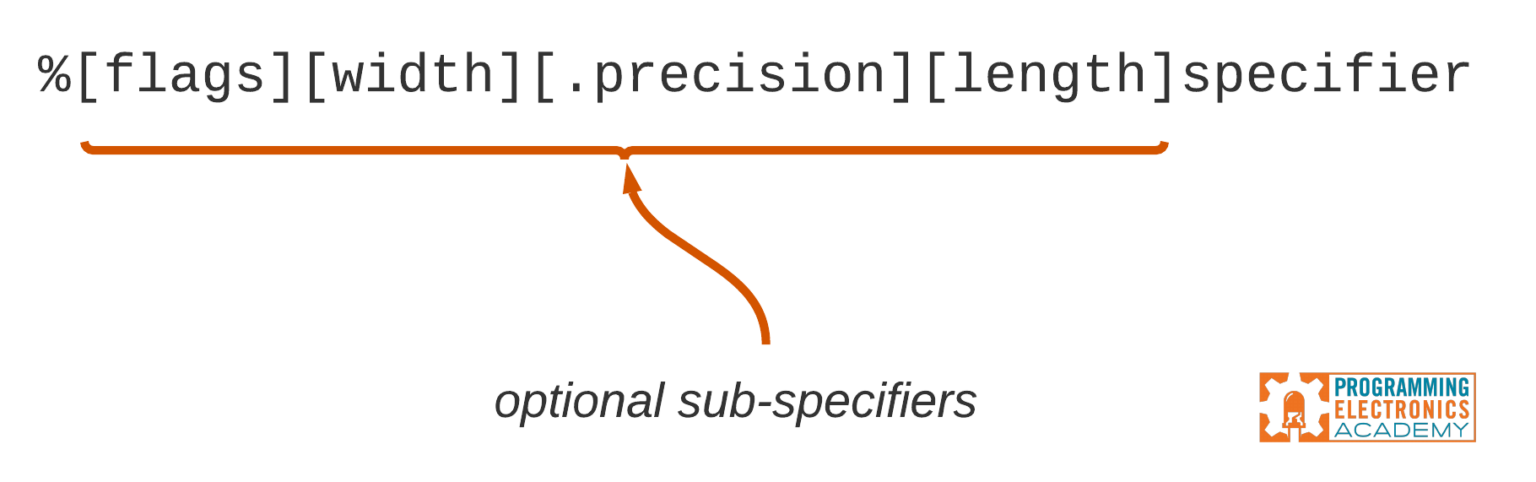 %[flags][width][.precision][length]specifier
optional sub-specifiers
PROGRAMMING
ELECTRONICS
ACADEMY